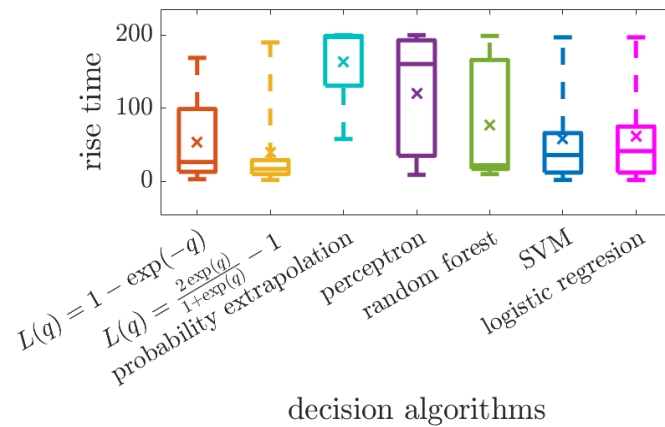 200
100
0
rise time
L(q) = 1 − exp(−q)
L(q) = 2 exp(q)/1+exp(q) − 1
probability extrapolation
perceptron
random forest
SVM
logistic regresion
decision algorithms